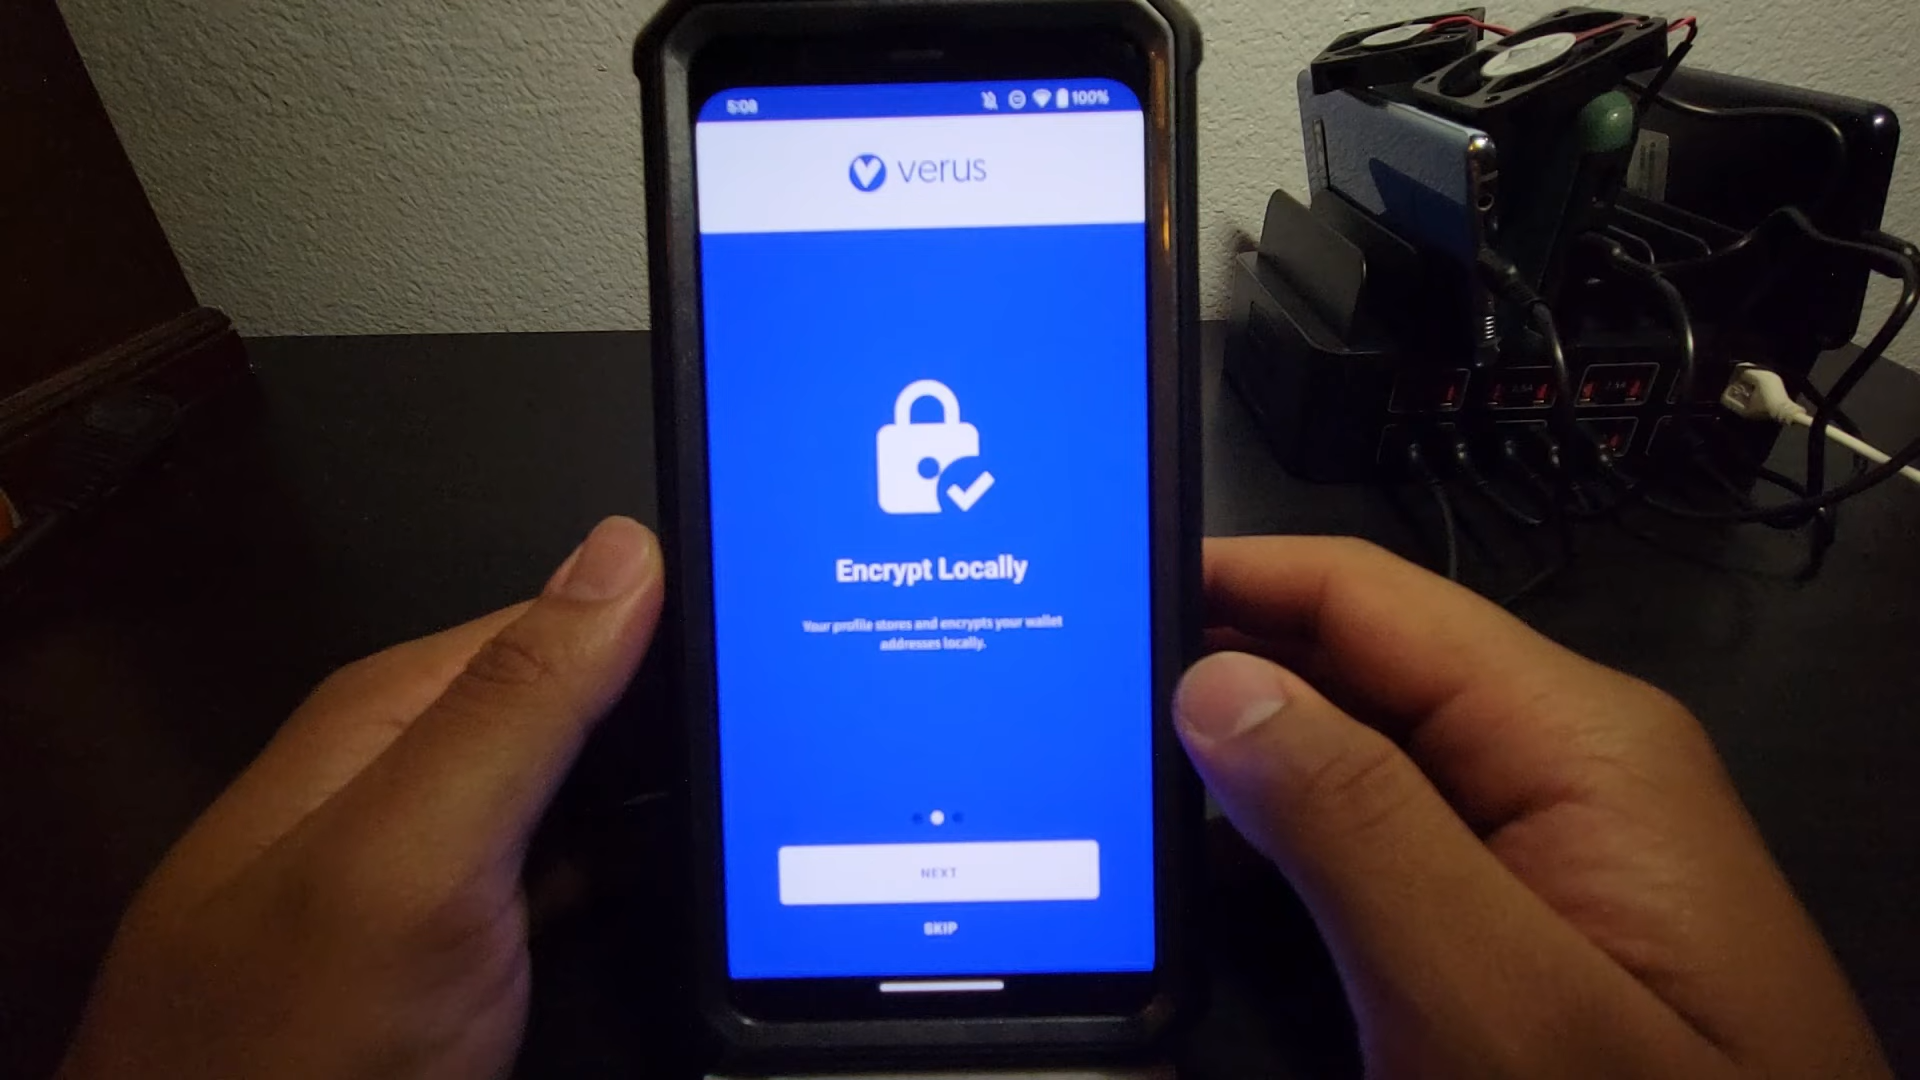 5:08
100%
verus
Encrypt Locally
Your profile stores and encrypts your wallet
addresses locally.
NEXT
SKIP